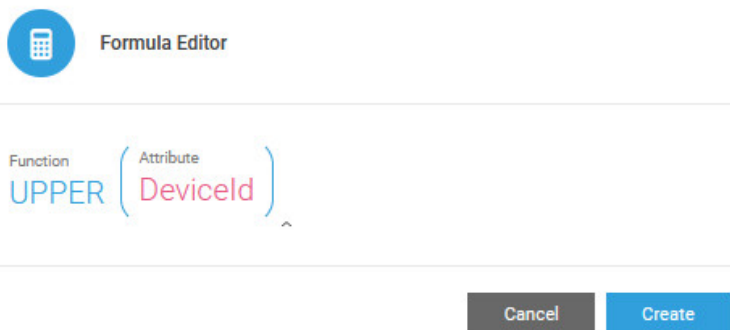 Formula Editor
Function
Attribute
UPPER ( DeviceId )
Cancel
Create